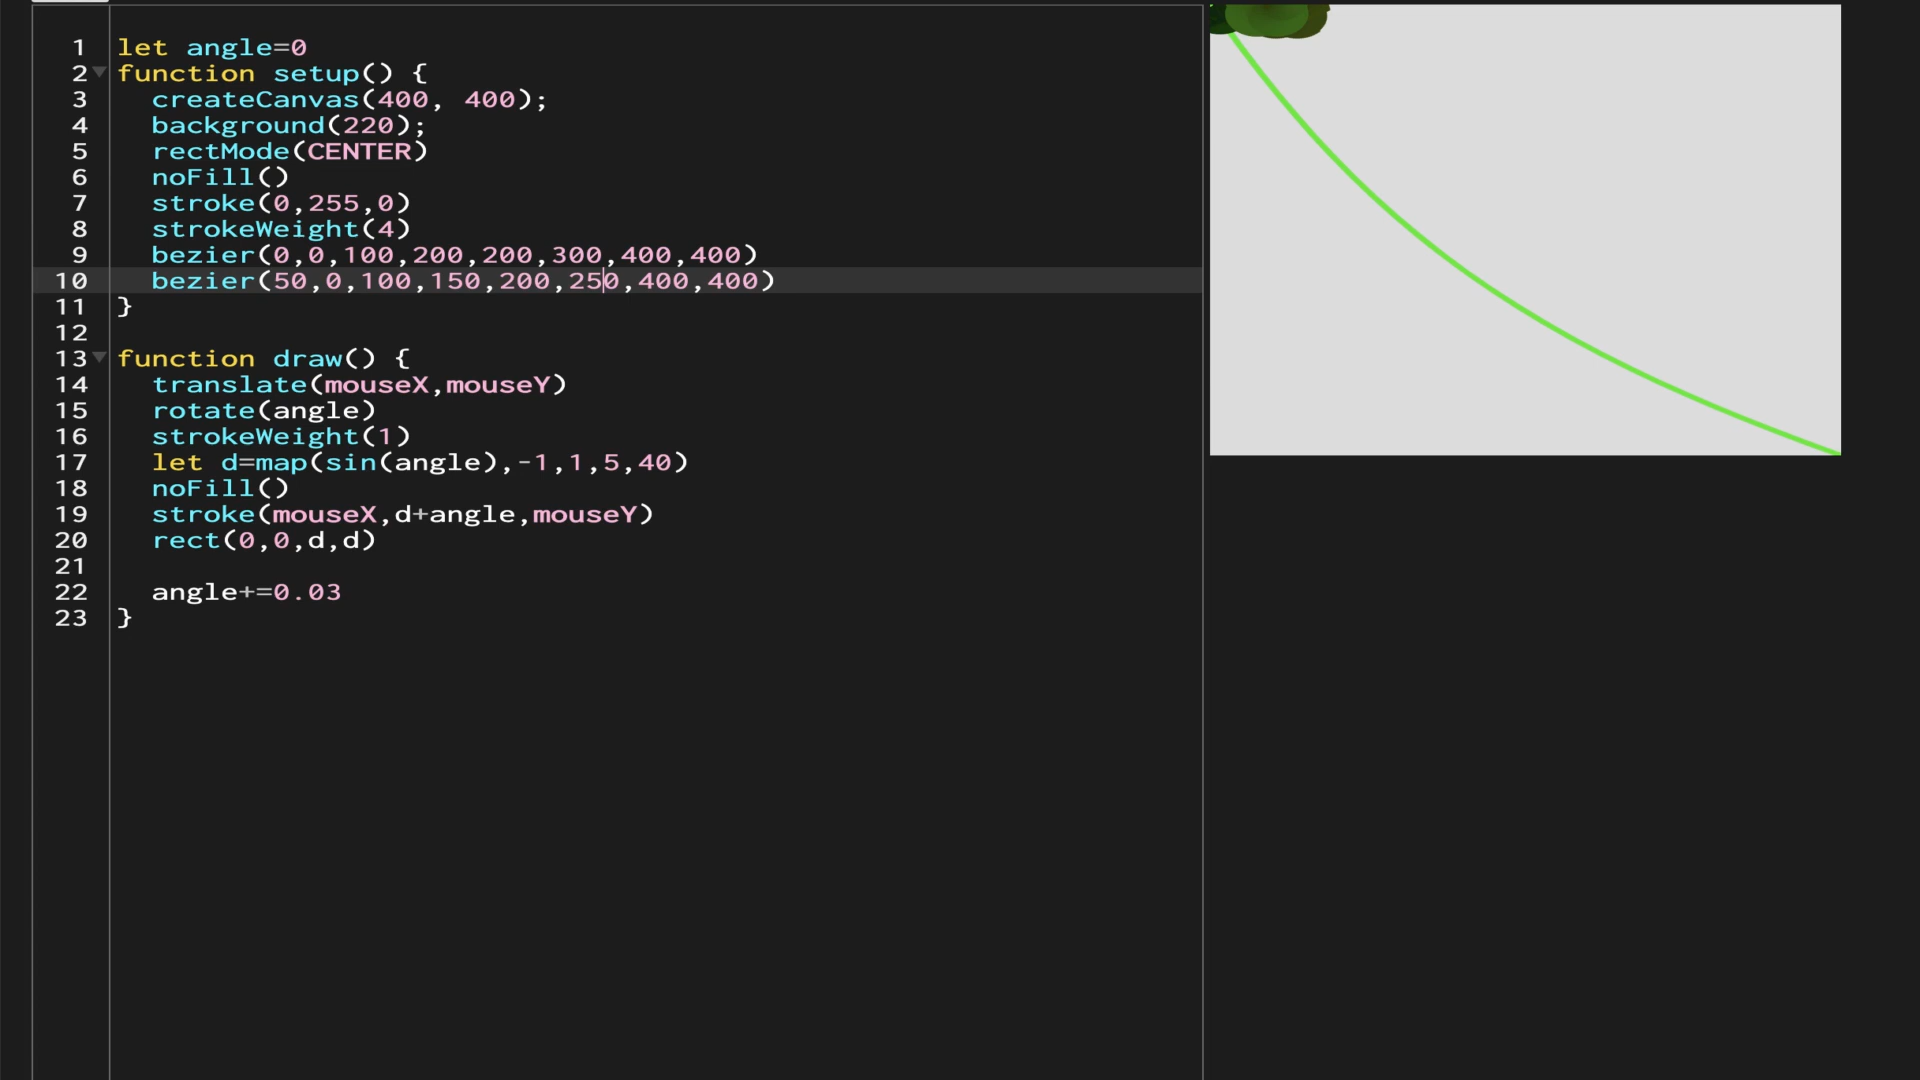 1 let angle=0
2 function setup() {
3 createCanvas(400, 400);
4 background(220);
5 rectMode(CENTER)
6 noFill()
7 stroke(0,255,0)
8 strokeWeight(4)
9 bezier(0,0,100,200,200,300,400,400)
10 bezier(50,0,100,150,200,250,400,400)
11 }
12
13 function draw() {
14 translate(mouseX,mouseY)
15 rotate(angle)
16 strokeWeight(1)
17 let d=map(sin(angle),-1,1,5,40)
18 noFill()
19 stroke(mouseX,d+angle,mouseY)
20 rect(0,0,d,d)
21
22 angle+=0.03
23 }